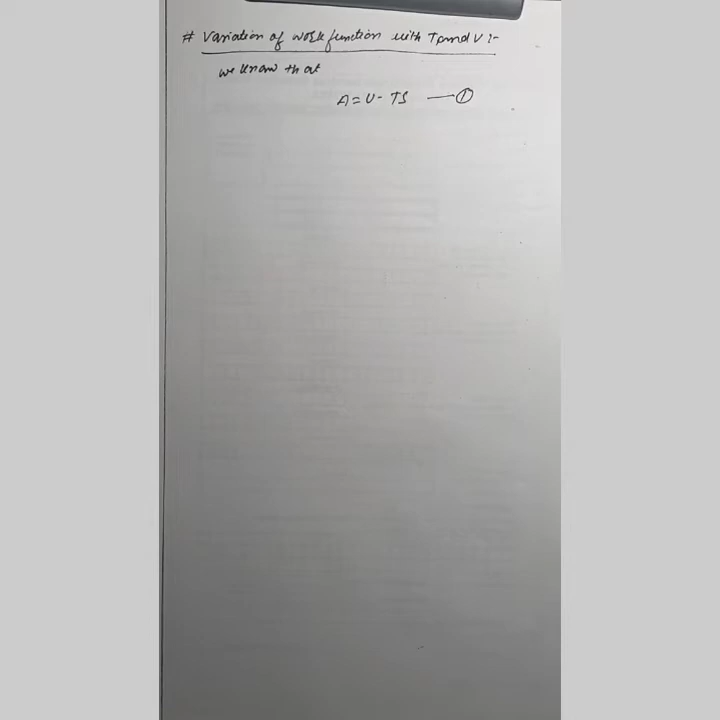 # Variation of work function with T and V :-
we know that
A = U - TS —①